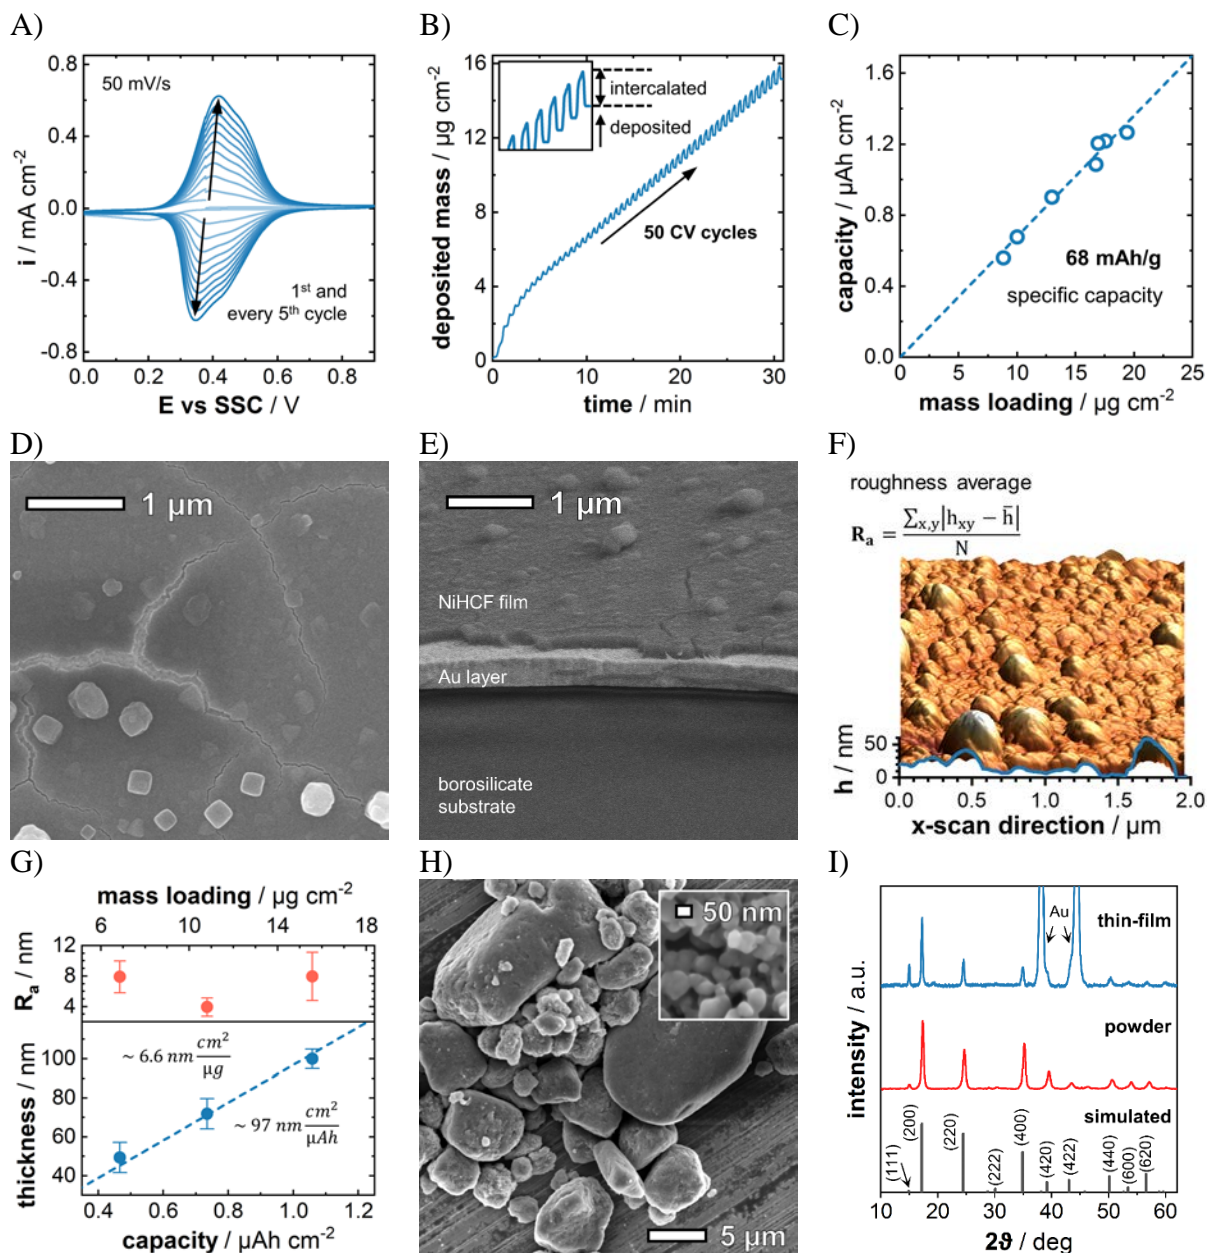 A)
50 mV/s
i / mA cm-2
0.8
0.4
0.0
-0.4
-0.8
1st and
every 5th cycle
0.0 0.2 0.4 0.6 0.8
E vs SSC / V
B)
deposited mass / µg cm-2
16
12
8
4
0
intercalated
deposited
50 CV cycles
0 10 20 30
time / min
C)
capacity / µAh cm-2
1.6
1.2
0.8
0.4
0.0
68 mAh/g
specific capacity
0 5 10 15 20 25
mass loading / µg cm-2
D)
1 µm
E)
1 µm
NiHCF film
Au layer
borosilicate
substrate
F)
roughness average
Ra = ∑x,y|hxy − h̄| / N
h / nm
50
0
0.0 0.5 1.0 1.5 2.0
x-scan direction / µm
G)
mass loading / µg cm-2
6 10 14 18
Ra / nm
12
8
4
thickness / nm
100
80
60
40
~ 6.6 nm cm2/µg
~ 97 nm cm2/µAh
0.4 0.6 0.8 1.0 1.2
capacity / µAh cm-2
H)
50 nm
5 µm
I)
intensity / a.u.
Au
thin-film
powder
simulated
(111)
(200)
(220)
(222)
(400)
(420)
(422)
(440)
(600)
(620)
10 20 30 40 50 60
2ϑ / deg